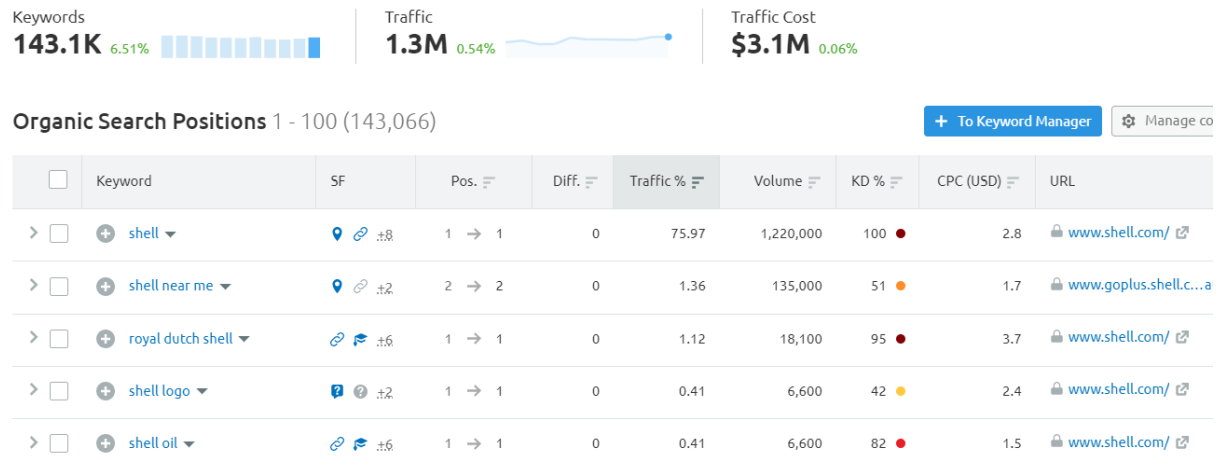 Keywords Traffic Traffic Cost
143.1K 6.51% 1.3M 0.54% $3.1M 0.06%
Organic Search Positions 1 - 100 (143,066) + To Keyword Manager Manage co
Keyword SF Pos. Diff. Traffic % Volume KD % CPC (USD) URL
shell +8 1 → 1 0 75.97 1,220,000 100 2.8 www.shell.com/
shell near me +2 2 → 2 0 1.36 135,000 51 1.7 www.goplus.shell.c...a
royal dutch shell +6 1 → 1 0 1.12 18,100 95 3.7 www.shell.com/
shell logo +2 1 → 1 0 0.41 6,600 42 2.4 www.shell.com/
shell oil +6 1 → 1 0 0.41 6,600 82 1.5 www.shell.com/